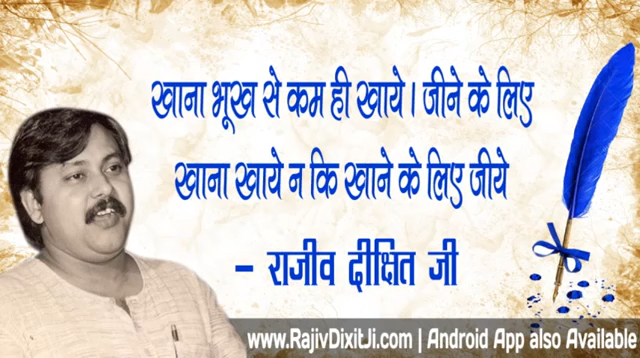 खाना भूख से कम ही खाये। जीने के लिए
खाना खाये न कि खाने के लिए जीये
– राजीव दीक्षित जी
www.RajivDixitJi.com | Android App also Available